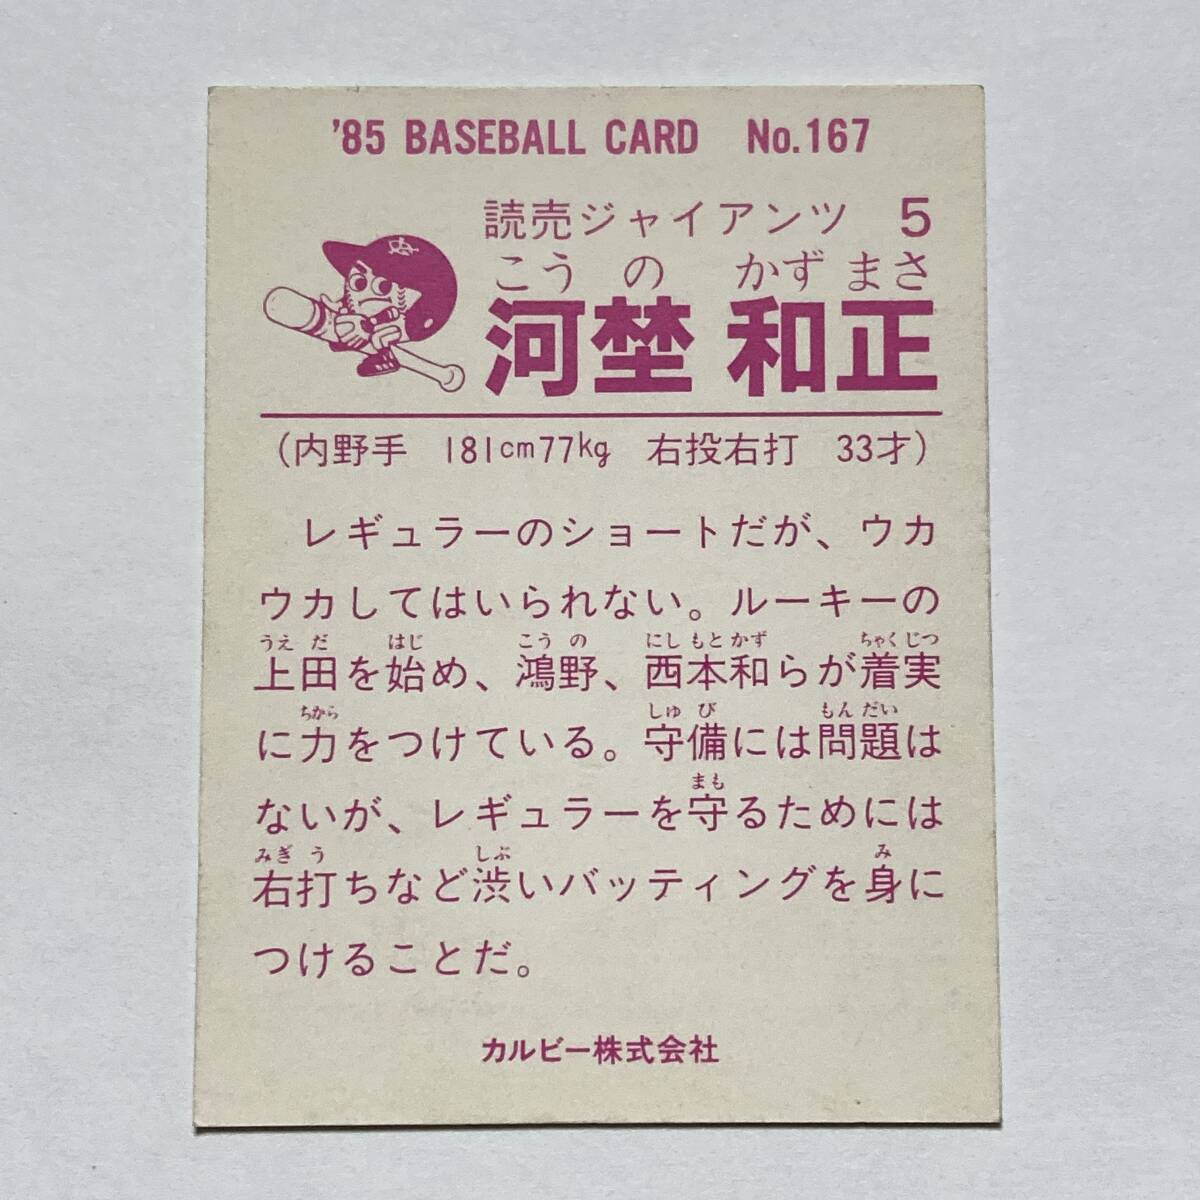 '85 BASEBALL CARD No.167
読売ジャイアンツ 5
こうの かずまさ
河埜 和正
(内野手 181cm77kg 右投右打 33才)
レギュラーのショートだが、ウカ
ウカしてはいられない。ルーキーの
うえだ はじ こうの にしもとかず ちゃくじつ
上田を始め、鴻野、西本和らが着実
ちから しゅび もんだい
に力をつけている。守備には問題は
まも
ないが、レギュラーを守るためには
みぎう しぶ み
右打ちなど渋いバッティングを身に
つけることだ。
カルビー株式会社